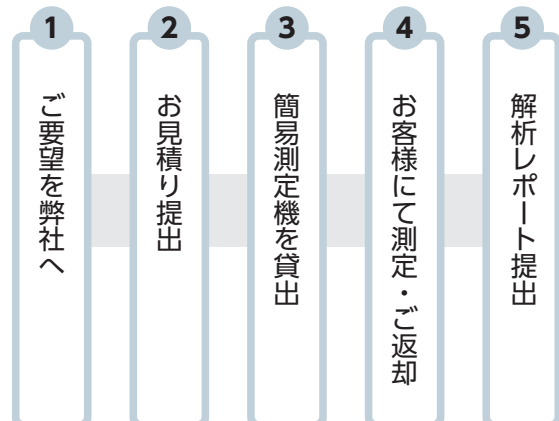 1
ご要望を弊社へ
2
お見積り提出
3
簡易測定機を貸出
4
お客様にて測定・ご返却
5
解析レポート提出